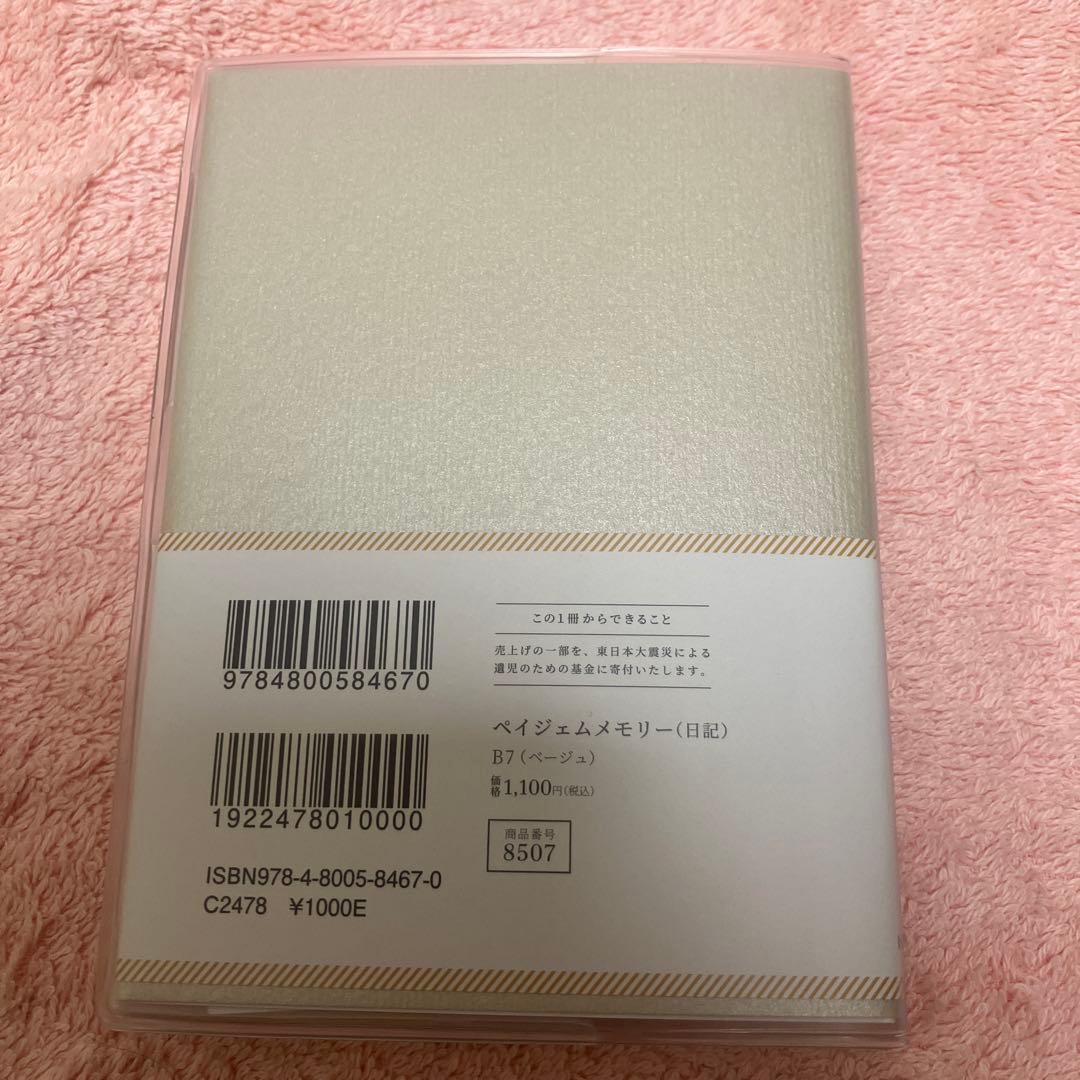 9784800584670
1922478010000
ISBN978-4-8005-8467-0
C2478 ¥1000E
この1冊からできること
売上げの一部を、東日本大震災による
遺児のための基金に寄付いたします。
ペイジェムメモリー(日記)
B7(ベージュ)
価格1,100円(税込)
商品番号
8507